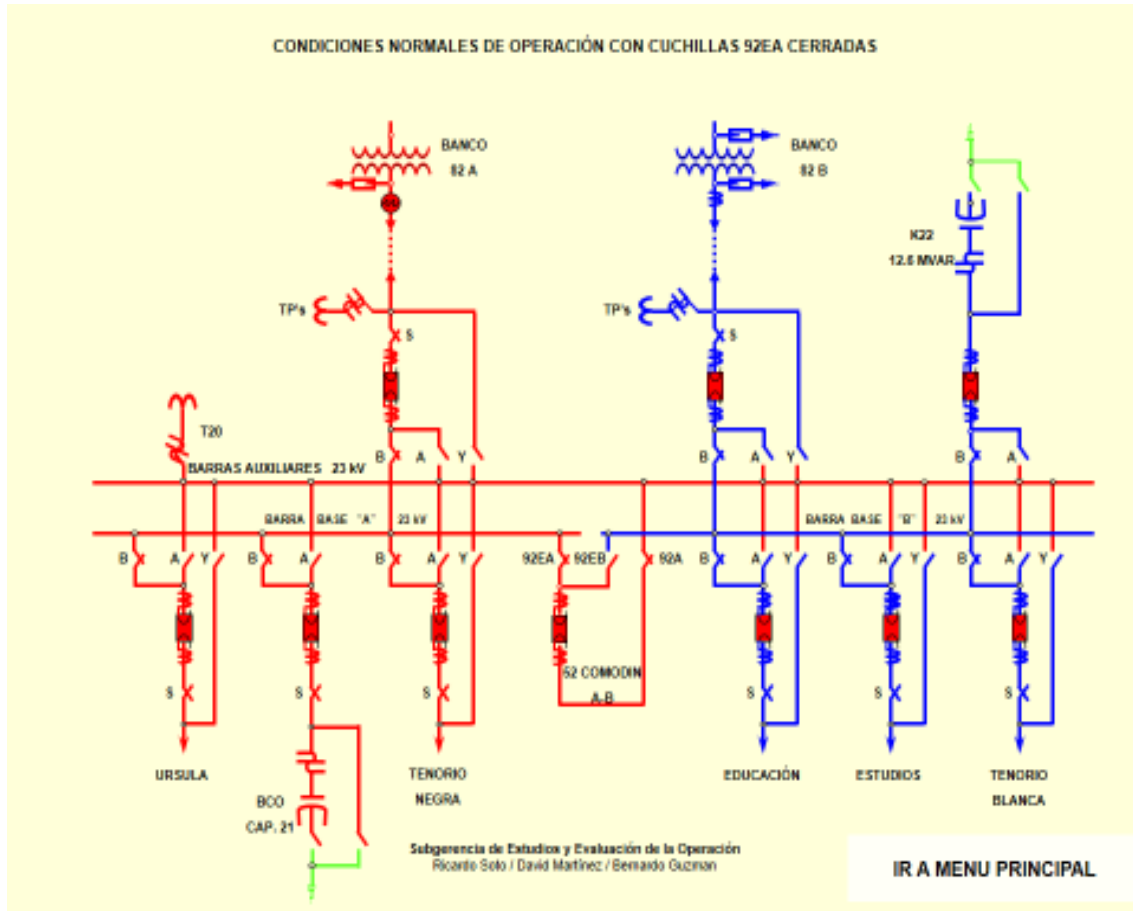 CONDICIONES NORMALES DE OPERACIÓN CON CUCHILLAS 92EA CERRADAS
BANCO
82 A
BANCO
82 B
K22
12.6 MVAR
TP's
S
TP's
S
T20
B A Y
B A Y
B A
BARRAS AUXILIARES 23 kV
BARRA BASE "A" 23 kV
BARRA BASE "B" 23 kV
B A Y B A B A Y 92EA 92EB 92A B A Y B A Y B A Y
52 COMODIN
A-B
S S S S S S
URSULA
TENORIO
NEGRA
EDUCACIÓN
ESTUDIOS
TENORIO
BLANCA
BCO
CAP. 21
Subgerencia de Estudios y Evaluación de la Operación
Ricardo Soto / David Martínez / Bernardo Guzman
IR A MENU PRINCIPAL